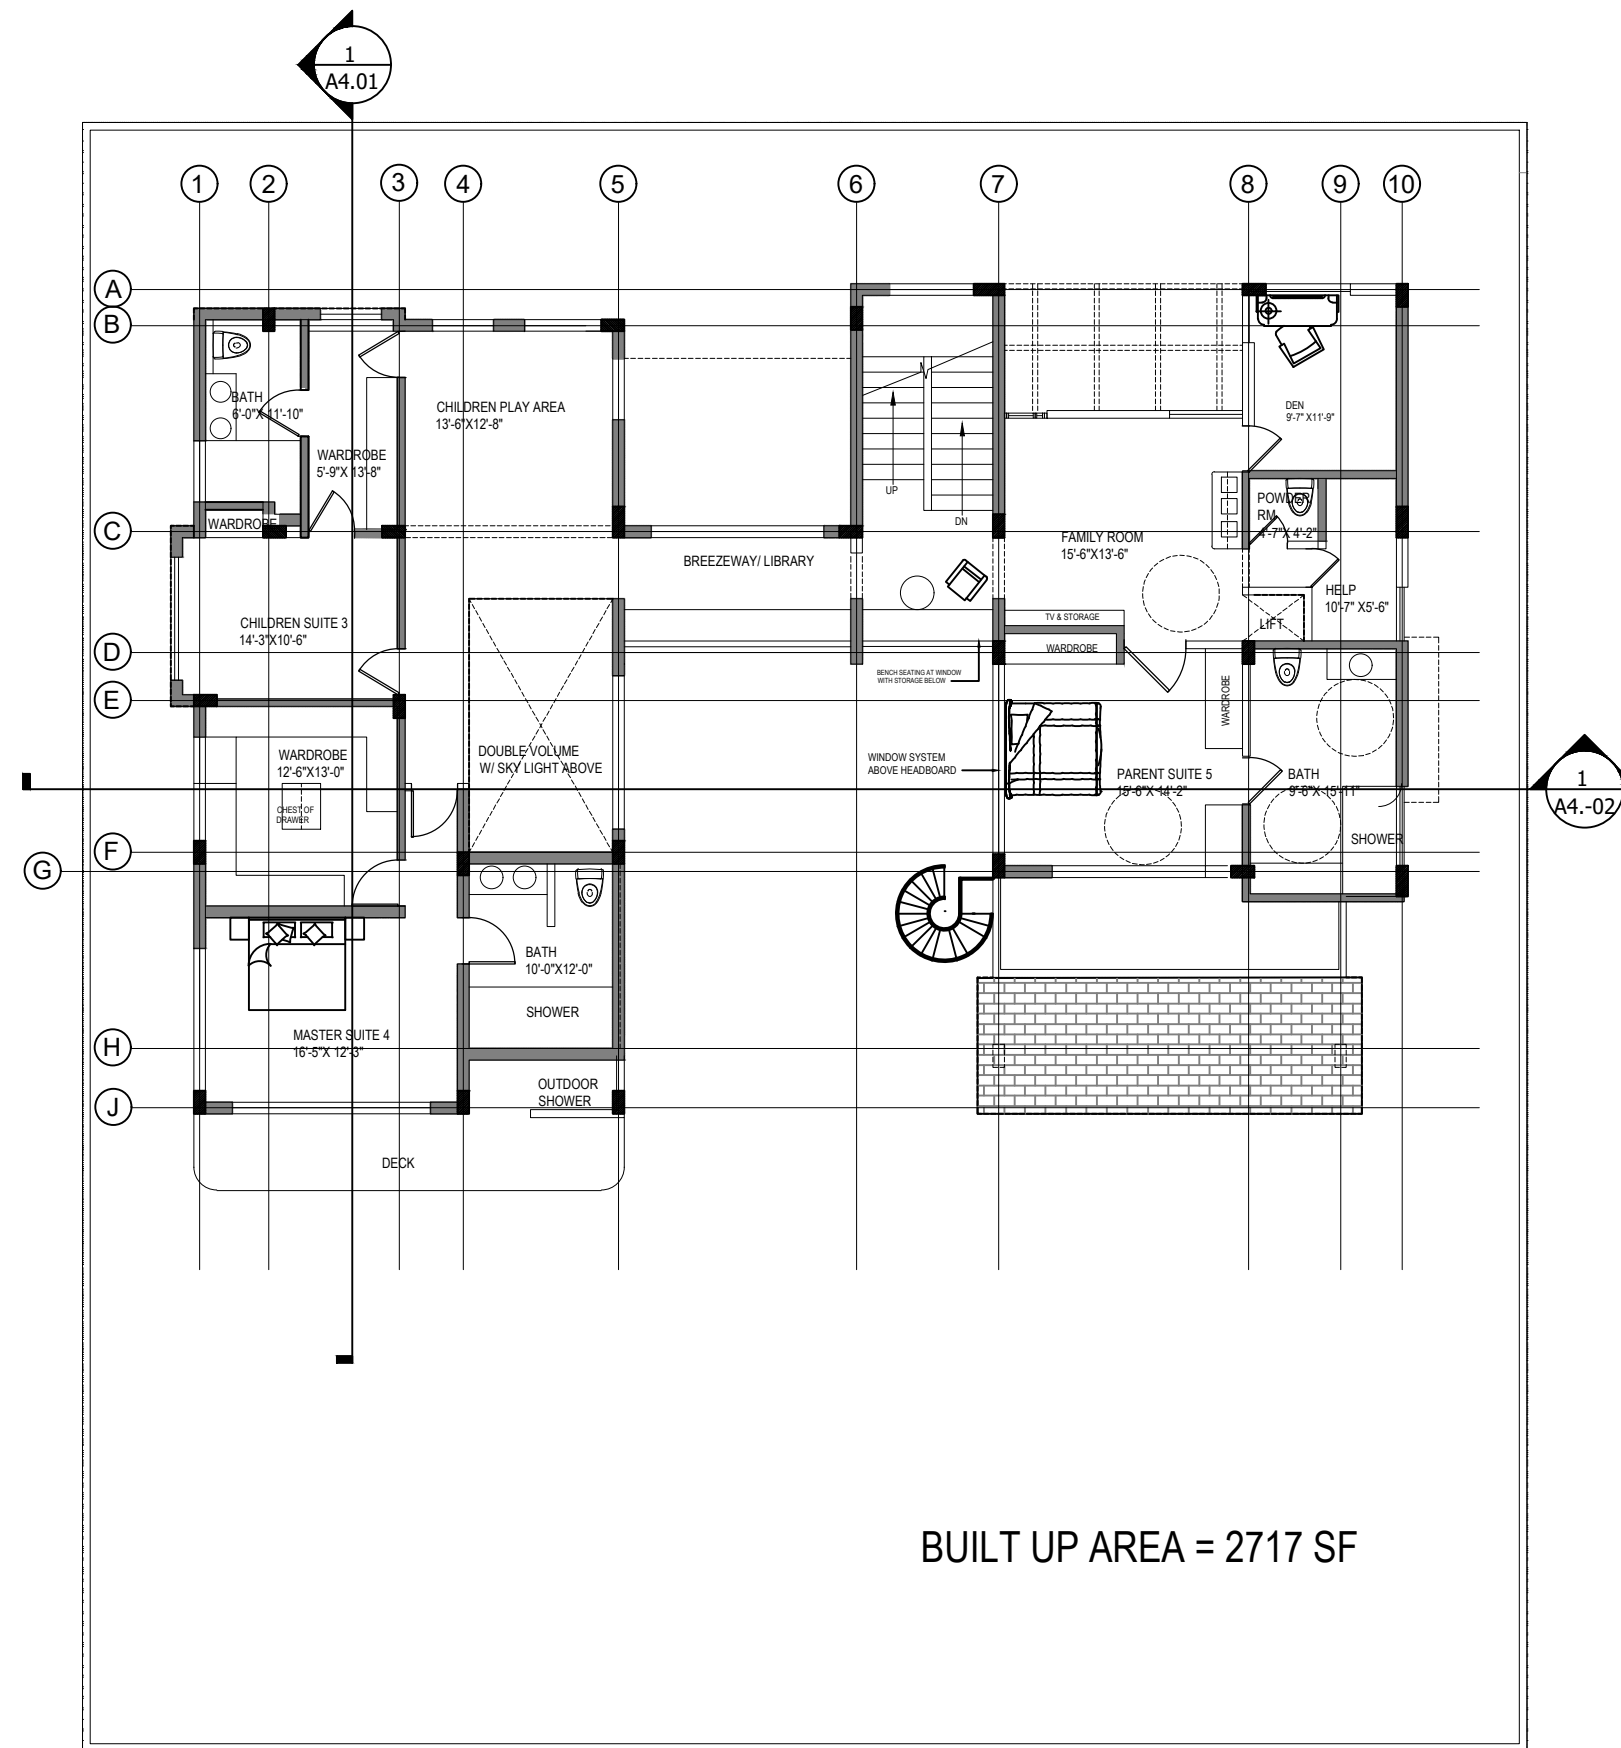 1
A4.01
1
2
3
4
5
6
7
8
9
10
A
B
C
D
E
F
G
H
J
BATH
6'-0"X 11'-10"
WARDROBE
5'-9"X 13'-8"
CHILDREN PLAY AREA
13'-6"X12'-8"
WARDROBE
CHILDREN SUITE 3
14'-3"X10'-6"
BREEZEWAY/ LIBRARY
UP
DN
DEN
9'-7" X11'-9"
POWDER
RM
4'-7"X 4'-2"
FAMILY ROOM
15'-6"X13'-6"
HELP
10'-7" X5'-6"
LIFT
TV & STORAGE
WARDROBE
BENCH SEATING AT WINDOW
WITH STORAGE BELOW
WARDROBE
WARDROBE
12'-6"X13'-0"
CHEST OF
DRAWER
DOUBLE VOLUME
W/ SKY LIGHT ABOVE
WINDOW SYSTEM
ABOVE HEADBOARD
PARENT SUITE 5
15'-6"X 14'-2"
BATH
9'-6"X 15'-11"
SHOWER
1
A4.-02
BATH
10'-0"X12'-0"
SHOWER
MASTER SUITE 4
16'-5"X 12'-3"
OUTDOOR
SHOWER
DECK
BUILT UP AREA = 2717 SF